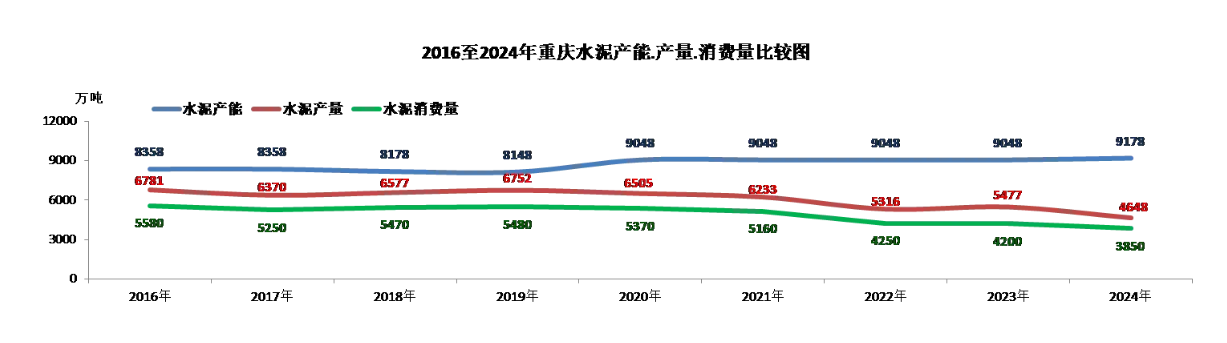 2016至2024年重庆水泥产能.产量.消费量比较图
万吨
水泥产能 水泥产量 水泥消费量
12000
9000
6000
3000
0
8358 8358 8178 8148 9048 9048 9048 9048 9178
6781 6370 6577 6752 6505 6233 5316 5477 4648
5580 5250 5470 5480 5370 5160 4250 4200 3850
2016年 2017年 2018年 2019年 2020年 2021年 2022年 2023年 2024年